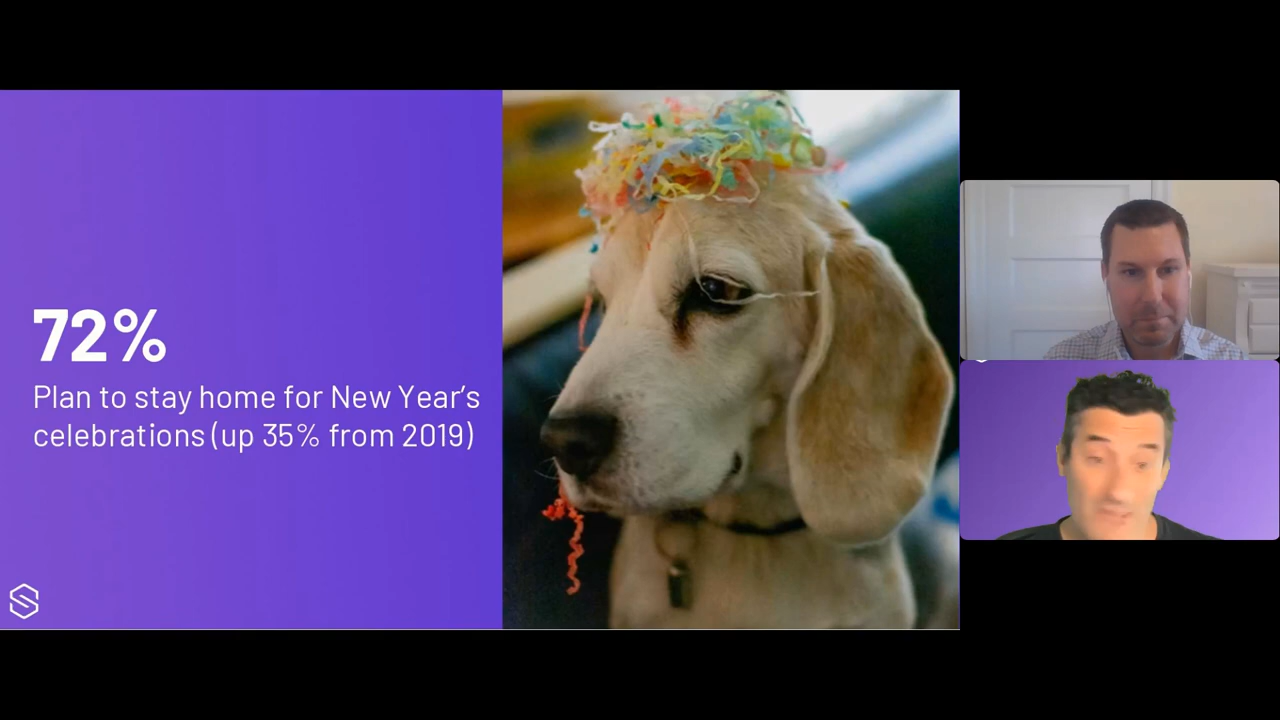 72%
Plan to stay home for New Year’s
celebrations (up 35% from 2019)